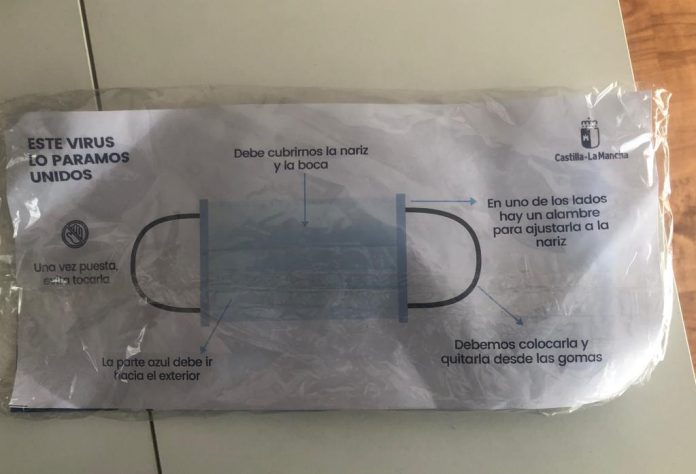 ESTE VIRUS
LO PARAMOS
UNIDOS
Debe cubrirnos la nariz
y la boca
Castilla-La Mancha
En uno de los lados
hay un alambre
para ajustarla a la
nariz
Una vez puesta,
evita tocarla
La parte azul debe ir
hacia el exterior
Debemos colocarla y
quitarla desde las gomas